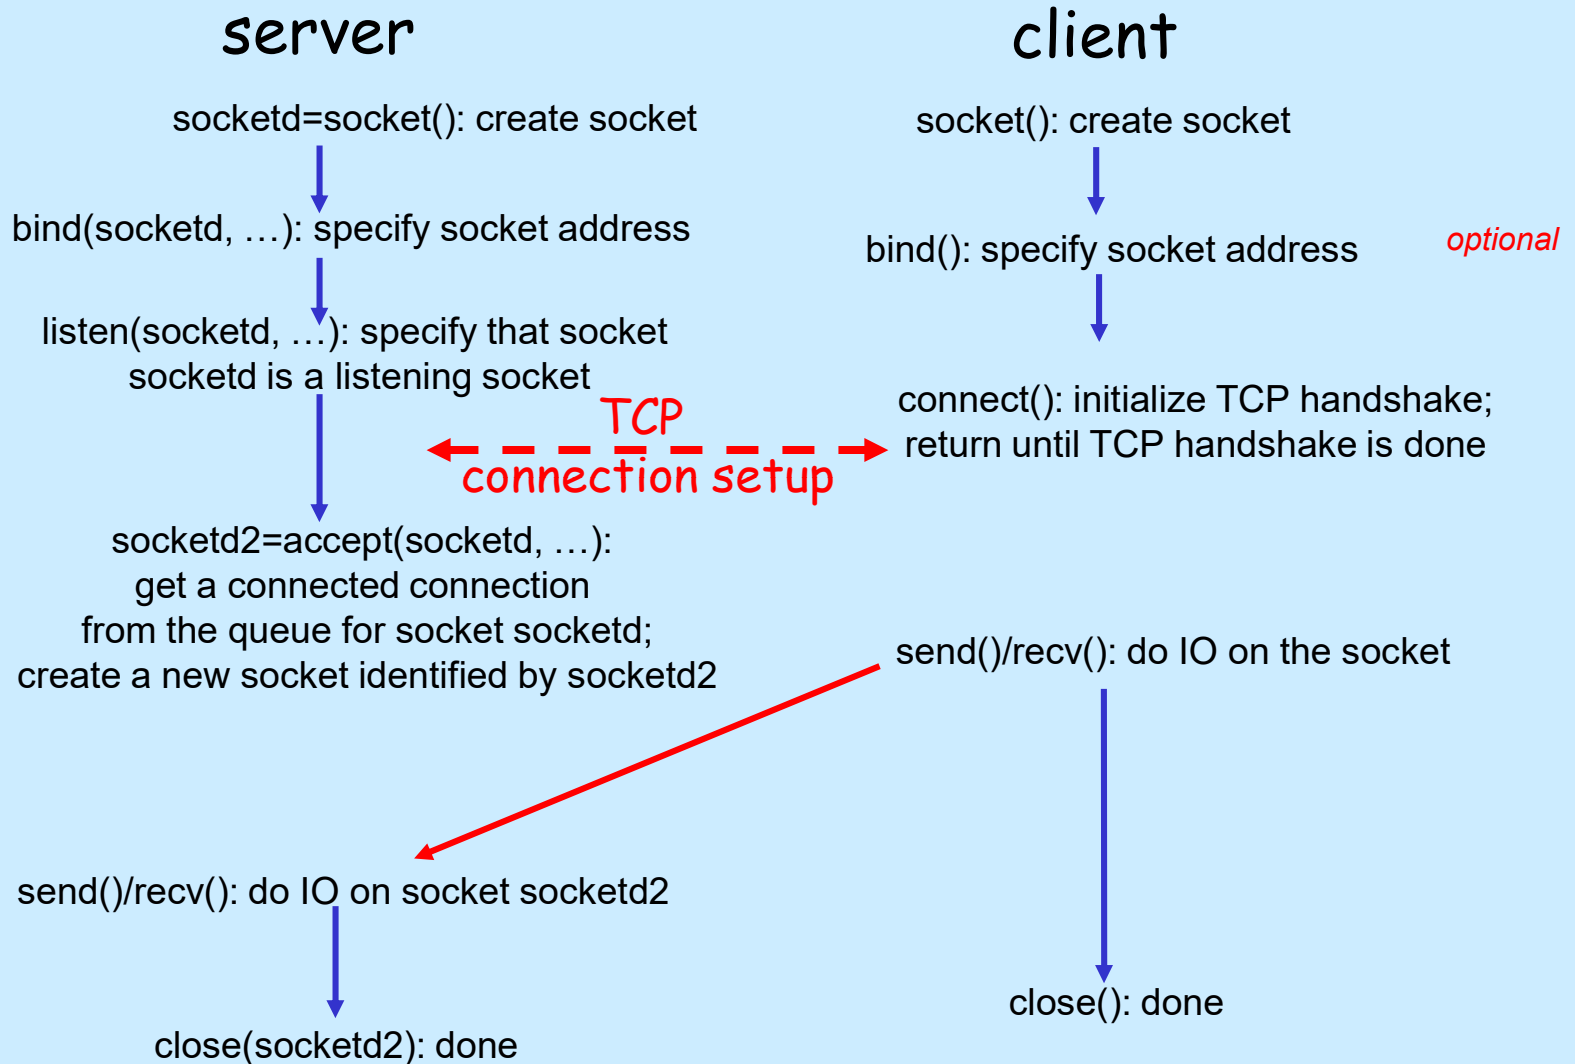 server
socketd=socket(): create socket
bind(socketd, …): specify socket address
listen(socketd, …): specify that socket
socketd is a listening socket
TCP
connection setup
socketd2=accept(socketd, …):
get a connected connection
from the queue for socket socketd;
create a new socket identified by socketd2
send()/recv(): do IO on socket socketd2
close(socketd2): done
client
socket(): create socket
bind(): specify socket address
optional
connect(): initialize TCP handshake;
return until TCP handshake is done
send()/recv(): do IO on the socket
close(): done